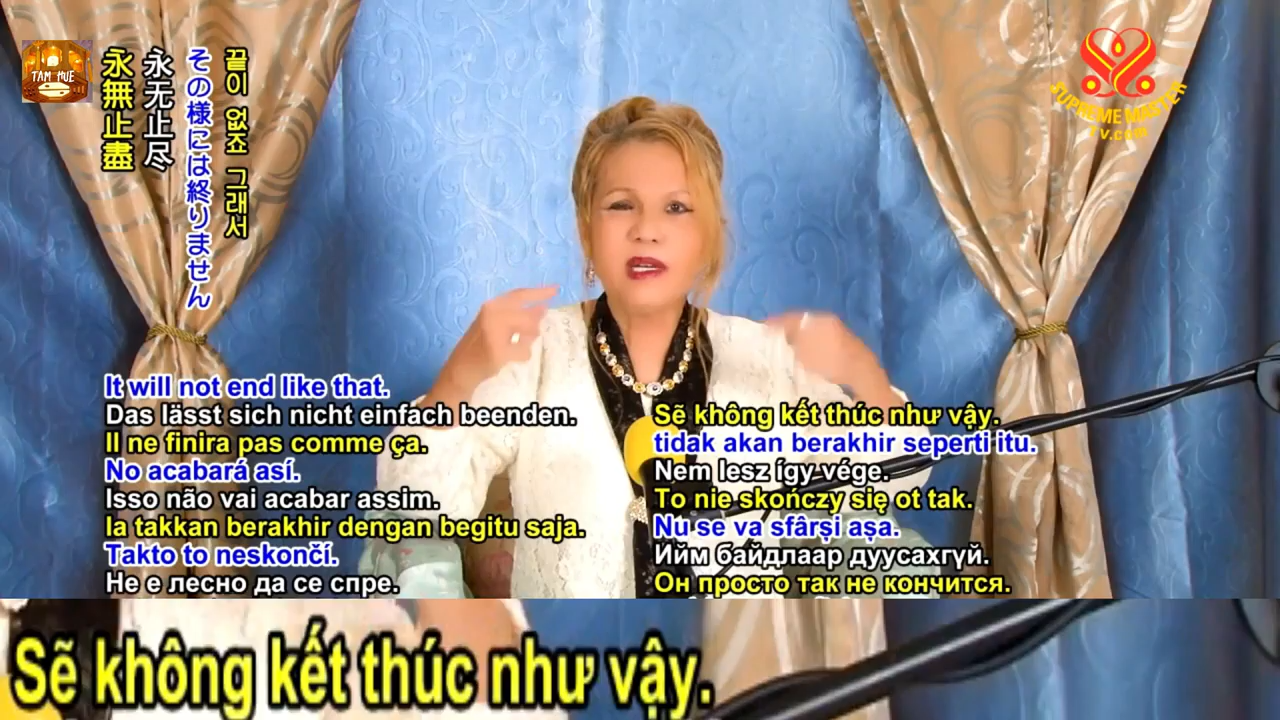 TAM HUE
永無止盡
永无止尽
その様には終りません
끝이 없죠 그래서
SUPREME MASTER
TV.COM
It will not end like that.
Das lässt sich nicht einfach beenden.
Il ne finira pas comme ça.
No acabará así.
Isso não vai acabar assim.
Ia takkan berakhir dengan begitu saja.
Takto to neskončí.
Не е лесно да се спре.
Sẽ không kết thúc như vậy.
tidak akan berakhir seperti itu.
Nem lesz így vége.
To nie skończy się ot tak.
Nu se va sfârși așa.
Ийм байдлаар дуусахгүй.
Он просто так не кончится.
Sẽ không kết thúc như vậy.